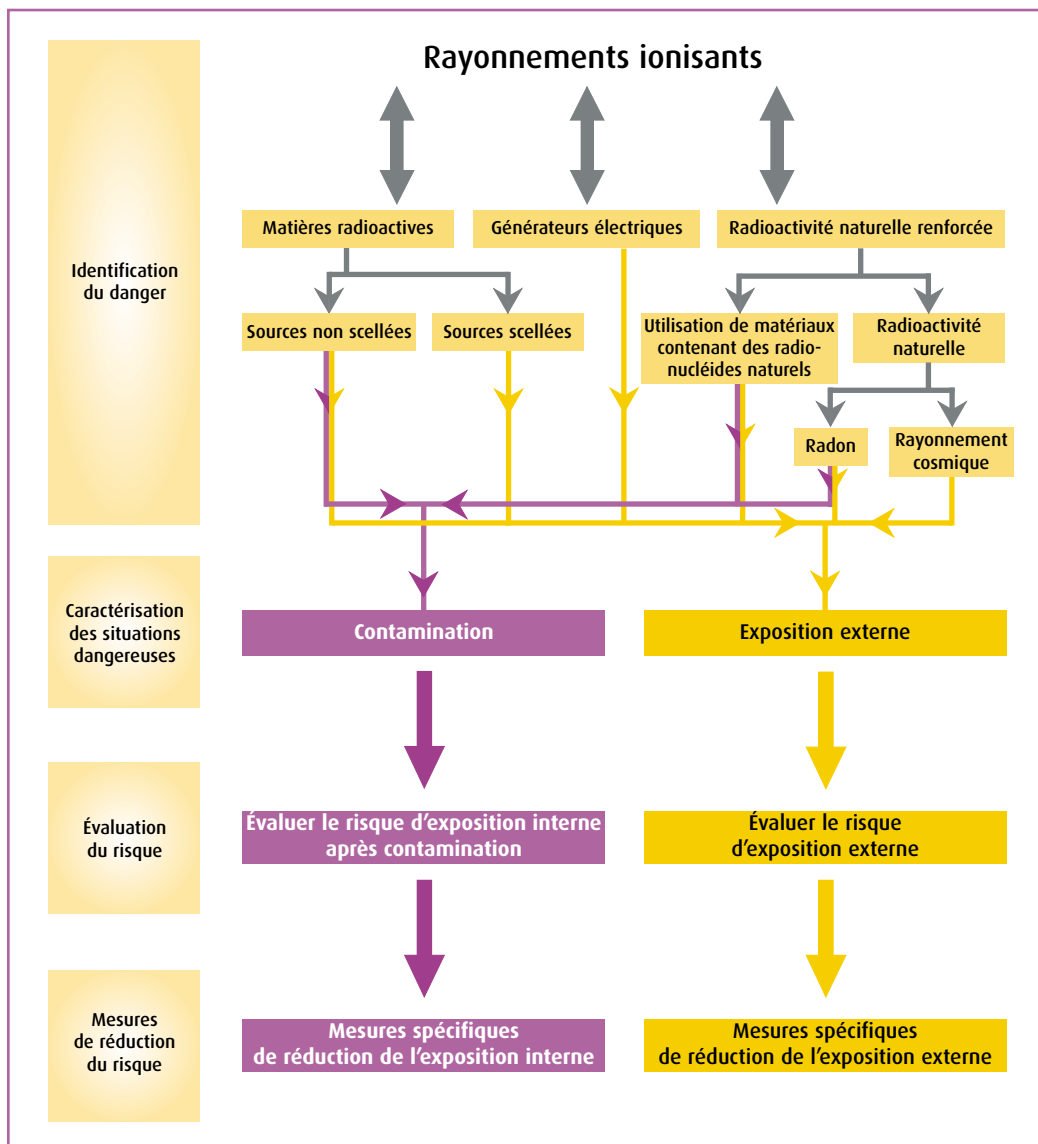 Rayonnements ionisants
Identification
du danger
Matières radioactives
Générateurs électriques
Radioactivité naturelle renforcée
Sources non scellées
Sources scellées
Utilisation de matériaux
contenant des radio-
nucléides naturels
Radioactivité
naturelle
Radon
Rayonnement
cosmique
Caractérisation
des situations
dangereuses
Contamination
Exposition externe
Évaluation
du risque
Évaluer le risque d'exposition interne
après contamination
Évaluer le risque
d'exposition externe
Mesures
de réduction
du risque
Mesures spécifiques
de réduction de l'exposition interne
Mesures spécifiques
de réduction de l'exposition externe